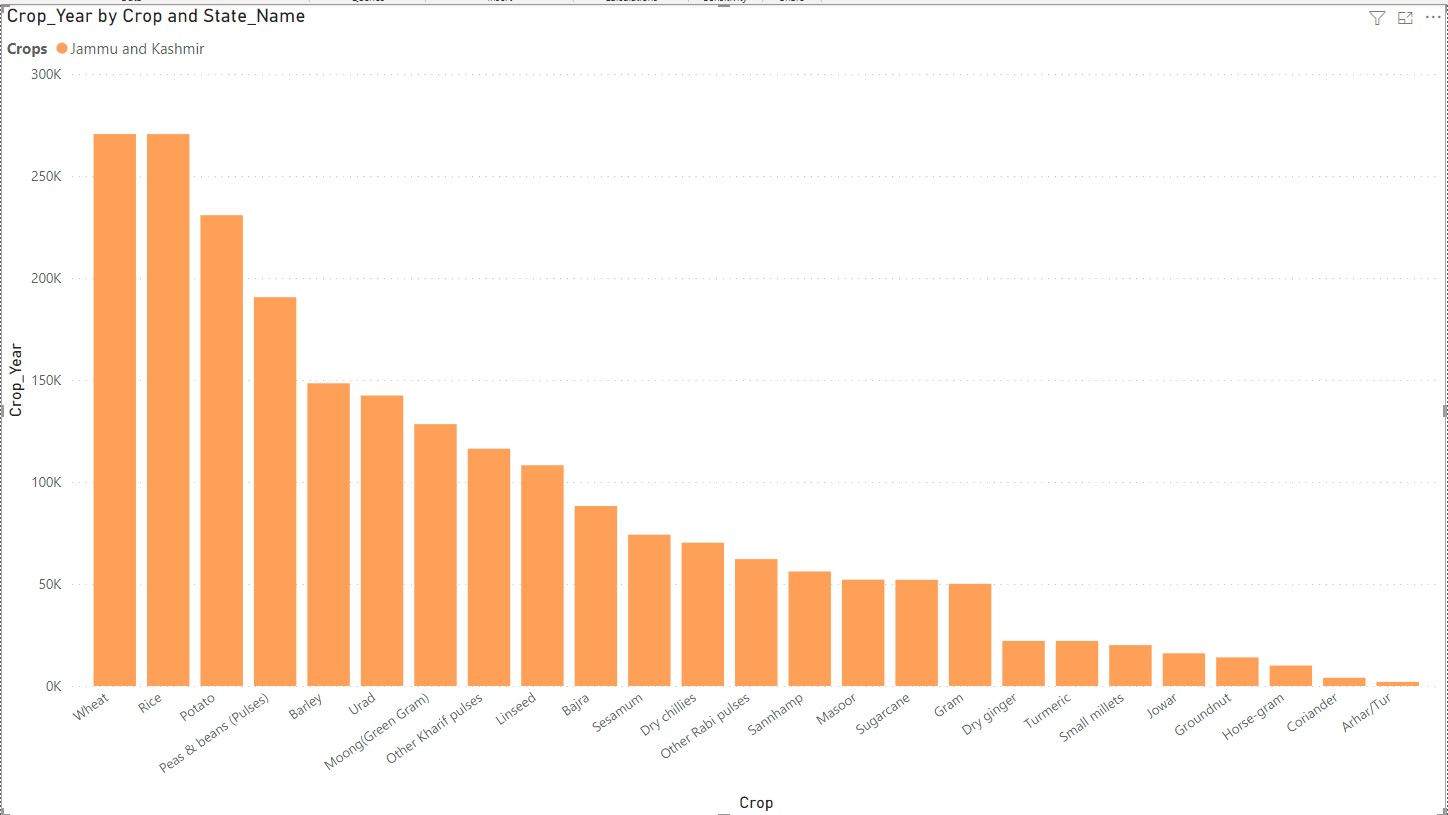 Crop_Year by Crop and State_Name
Crops Jammu and Kashmir
300K
250K
200K
150K
100K
50K
0K
Crop_Year
Wheat
Rice
Potato
Peas & beans (Pulses)
Barley
Urad
Moong(Green Gram)
Other Kharif pulses
Linseed
Bajra
Sesamum
Dry chillies
Other Rabi pulses
Sannhamp
Masoor
Sugarcane
Gram
Dry ginger
Turmeric
Small millets
Jowar
Groundnut
Horse-gram
Coriander
Arhar/Tur
Crop